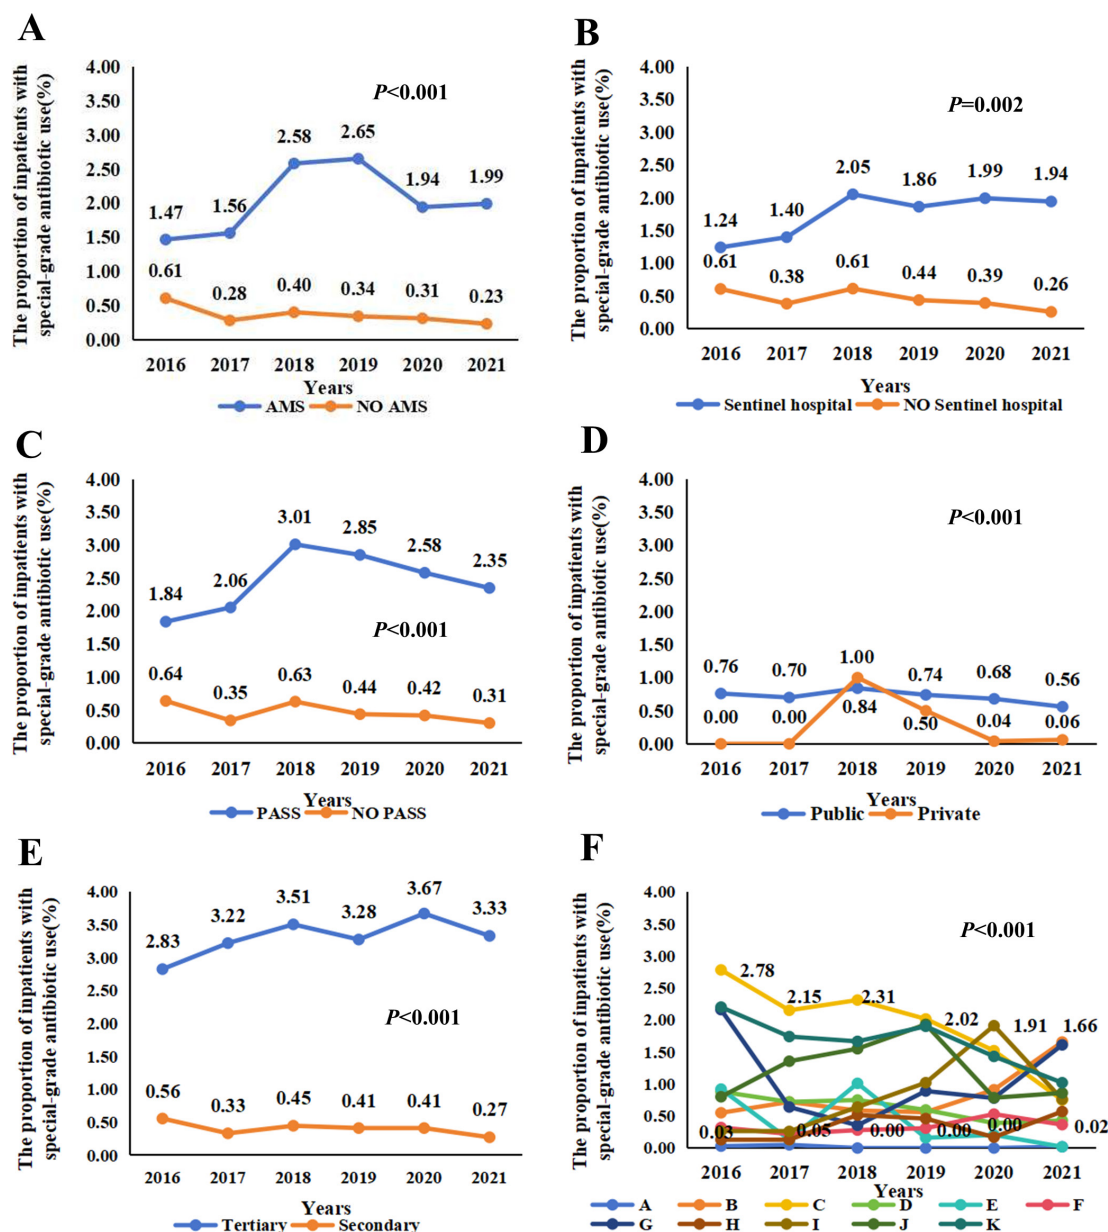 A
The proportion of inpatients with
special-grade antibiotic use(%)
4.00
3.50
3.00
2.50
2.00
1.50
1.00
0.50
0.00
P<0.001
1.47
1.56
2.58
2.65
1.94
1.99
0.61
0.28
0.40
0.34
0.31
0.23
2016 2017 2018 2019 2020 2021
Years
AMS NO AMS
B
The proportion of inpatients with
special-grade antibiotic use(%)
4.00
3.50
3.00
2.50
2.00
1.50
1.00
0.50
0.00
P=0.002
1.24
1.40
2.05
1.86
1.99
1.94
0.61
0.38
0.61
0.44
0.39
0.26
2016 2017 2018 2019 2020 2021
Years
Sentinel hospital NO Sentinel hospital
C
The proportion of inpatients with
special-grade antibiotic use(%)
4.00
3.50
3.00
2.50
2.00
1.50
1.00
0.50
0.00
1.84
2.06
3.01
2.85
2.58
2.35
P<0.001
0.64
0.35
0.63
0.44
0.42
0.31
2016 2017 2018 2019 2020 2021
Years
PASS NO PASS
D
The proportion of inpatients with
special-grade antibiotic use(%)
4.00
3.50
3.00
2.50
2.00
1.50
1.00
0.50
0.00
P<0.001
0.76
0.70
1.00
0.74
0.68
0.56
0.00
0.00
0.84
0.50
0.04
0.06
2016 2017 2018 2019 2020 2021
Years
Public Private
E
The proportion of inpatients with
special-grade antibiotic use(%)
4.00
3.50
3.00
2.50
2.00
1.50
1.00
0.50
0.00
2.83
3.22
3.51
3.28
3.67
3.33
P<0.001
0.56
0.33
0.45
0.41
0.41
0.27
2016 2017 2018 2019 2020 2021
Years
Tertiary Secondary
F
The proportion of inpatients with
special-grade antibiotic use(%)
4.00
3.50
3.00
2.50
2.00
1.50
1.00
0.50
0.00
P<0.001
2.78
2.15
2.31
2.02
1.91
1.66
0.03
0.05
0.00
0.00
0.00
0.02
2016 2017 2018 2019 2020 2021
Years
A B C D E F
G H I J K